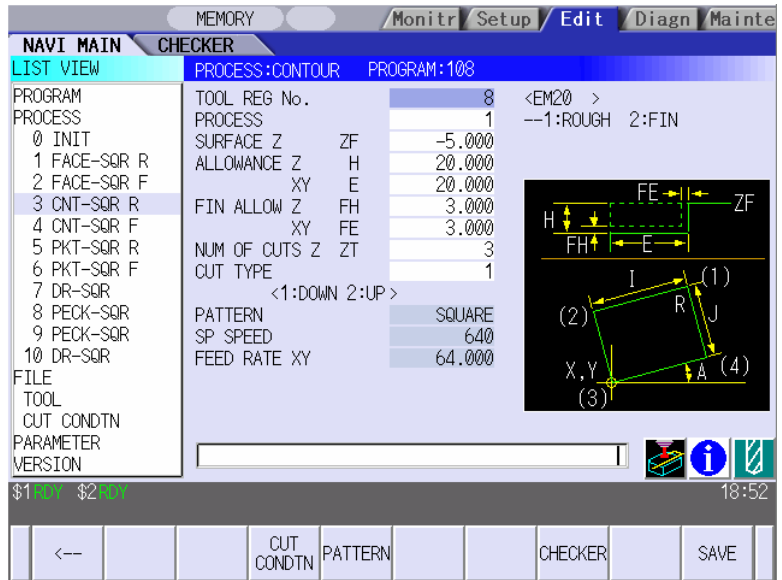 MEMORY Monitr Setup Edit Diagn Mainte
NAVI MAIN CHECKER
LIST VIEW
PROCESS:CONTOUR PROGRAM:108
PROGRAM
PROCESS
0 INIT
1 FACE-SQR R
2 FACE-SQR F
3 CNT-SQR R
4 CNT-SQR F
5 PKT-SQR R
6 PKT-SQR F
7 DR-SQR
8 PECK-SQR
9 PECK-SQR
10 DR-SQR
FILE
TOOL
CUT CONDTN
PARAMETER
VERSION
TOOL REG No. 8 <EM20 >
PROCESS 1 --1:ROUGH 2:FIN
SURFACE Z ZF -5.000
ALLOWANCE Z H 20.000
XY E 20.000
FIN ALLOW Z FH 3.000
XY FE 3.000
NUM OF CUTS Z ZT 3
CUT TYPE 1
<1:DOWN 2:UP>
PATTERN SQUARE
SP SPEED 640
FEED RATE XY 64.000
FE ZF
H
FH E
I (1)
R
(2) J
X,Y A (4)
(3)
$1 RDY $2 RDY 18:52
<-- CUT CONDTN PATTERN CHECKER SAVE